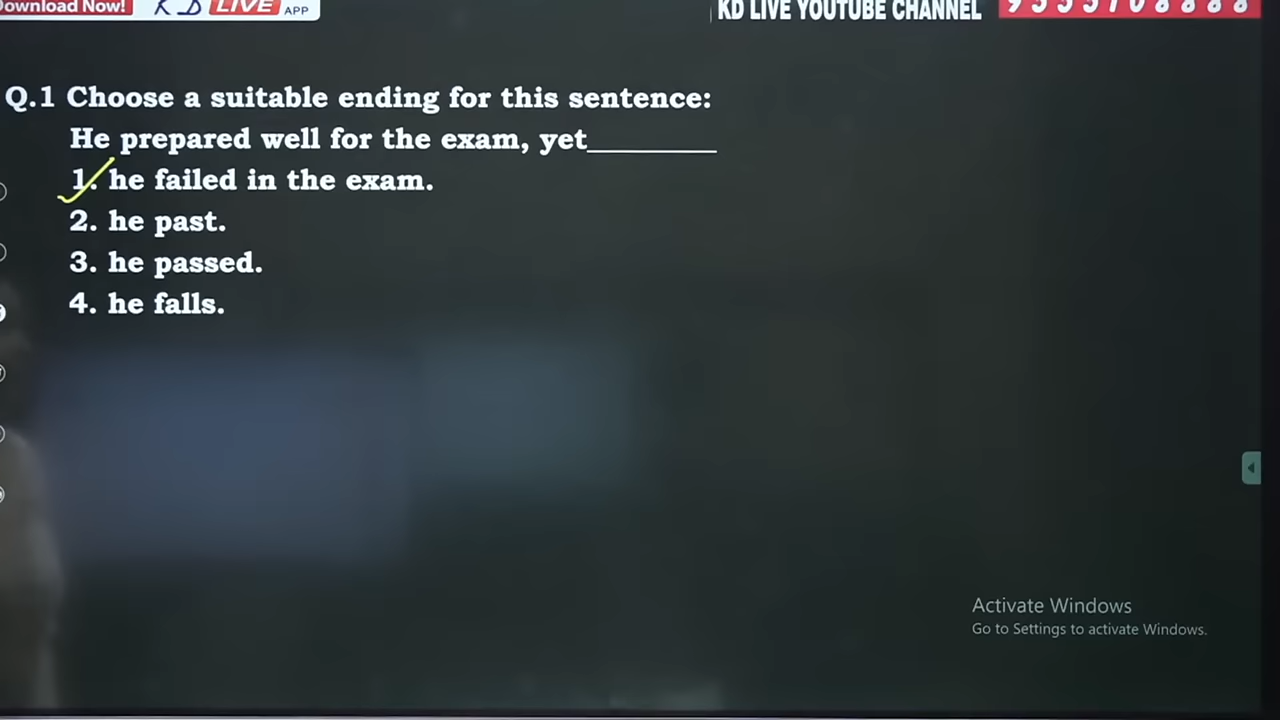 Download Now! KD LIVE APP
KD LIVE YOUTUBE CHANNEL
Q.1 Choose a suitable ending for this sentence:
He prepared well for the exam, yet________
1. he failed in the exam.
2. he past.
3. he passed.
4. he falls.
Activate Windows
Go to Settings to activate Windows.